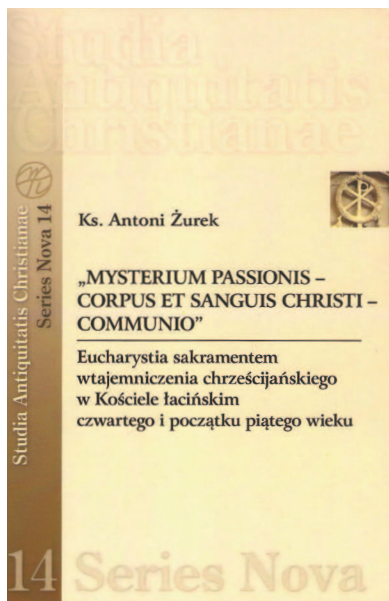 Studia
Antiquitatis
Christianae
Studia Antiquitatis Christianae
Series Nova 14
Ks. Antoni Żurek
„MYSTERIUM PASSIONIS –
CORPUS ET SANGUIS CHRISTI –
COMMUNIO”
Eucharystia sakramentem
wtajemniczenia chrześcijańskiego
w Kościele łacińskim
czwartego i początku piątego wieku
14 Series Nova